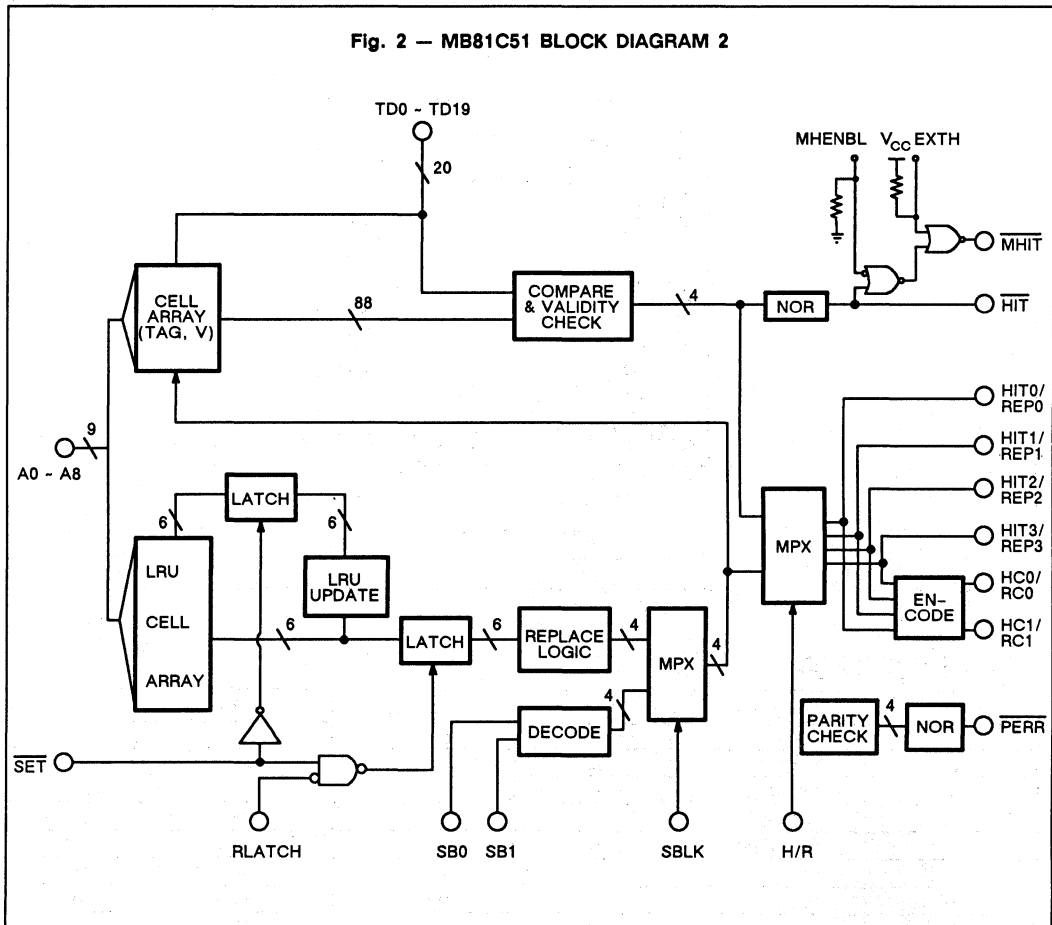 Fig. 2 — MB81C51 BLOCK DIAGRAM 2
TD0 ~ TD19
20
MHENBL
VCC
EXTH
MHIT
CELL
ARRAY
(TAG, V)
88
COMPARE
& VALIDITY
CHECK
4
NOR
HIT
9
A0 ~ A8
HIT0/
REP0
HIT1/
REP1
HIT2/
REP2
HIT3/
REP3
HC0/
RC0
HC1/
RC1
LATCH
6
6
LRU
CELL
ARRAY
LRU
UPDATE
6
LATCH
6
REPLACE
LOGIC
4
MPX
4
MPX
EN-
CODE
DECODE
4
PARITY
CHECK
4
NOR
PERR
SET
RLATCH
SB0
SB1
SBLK
H/R